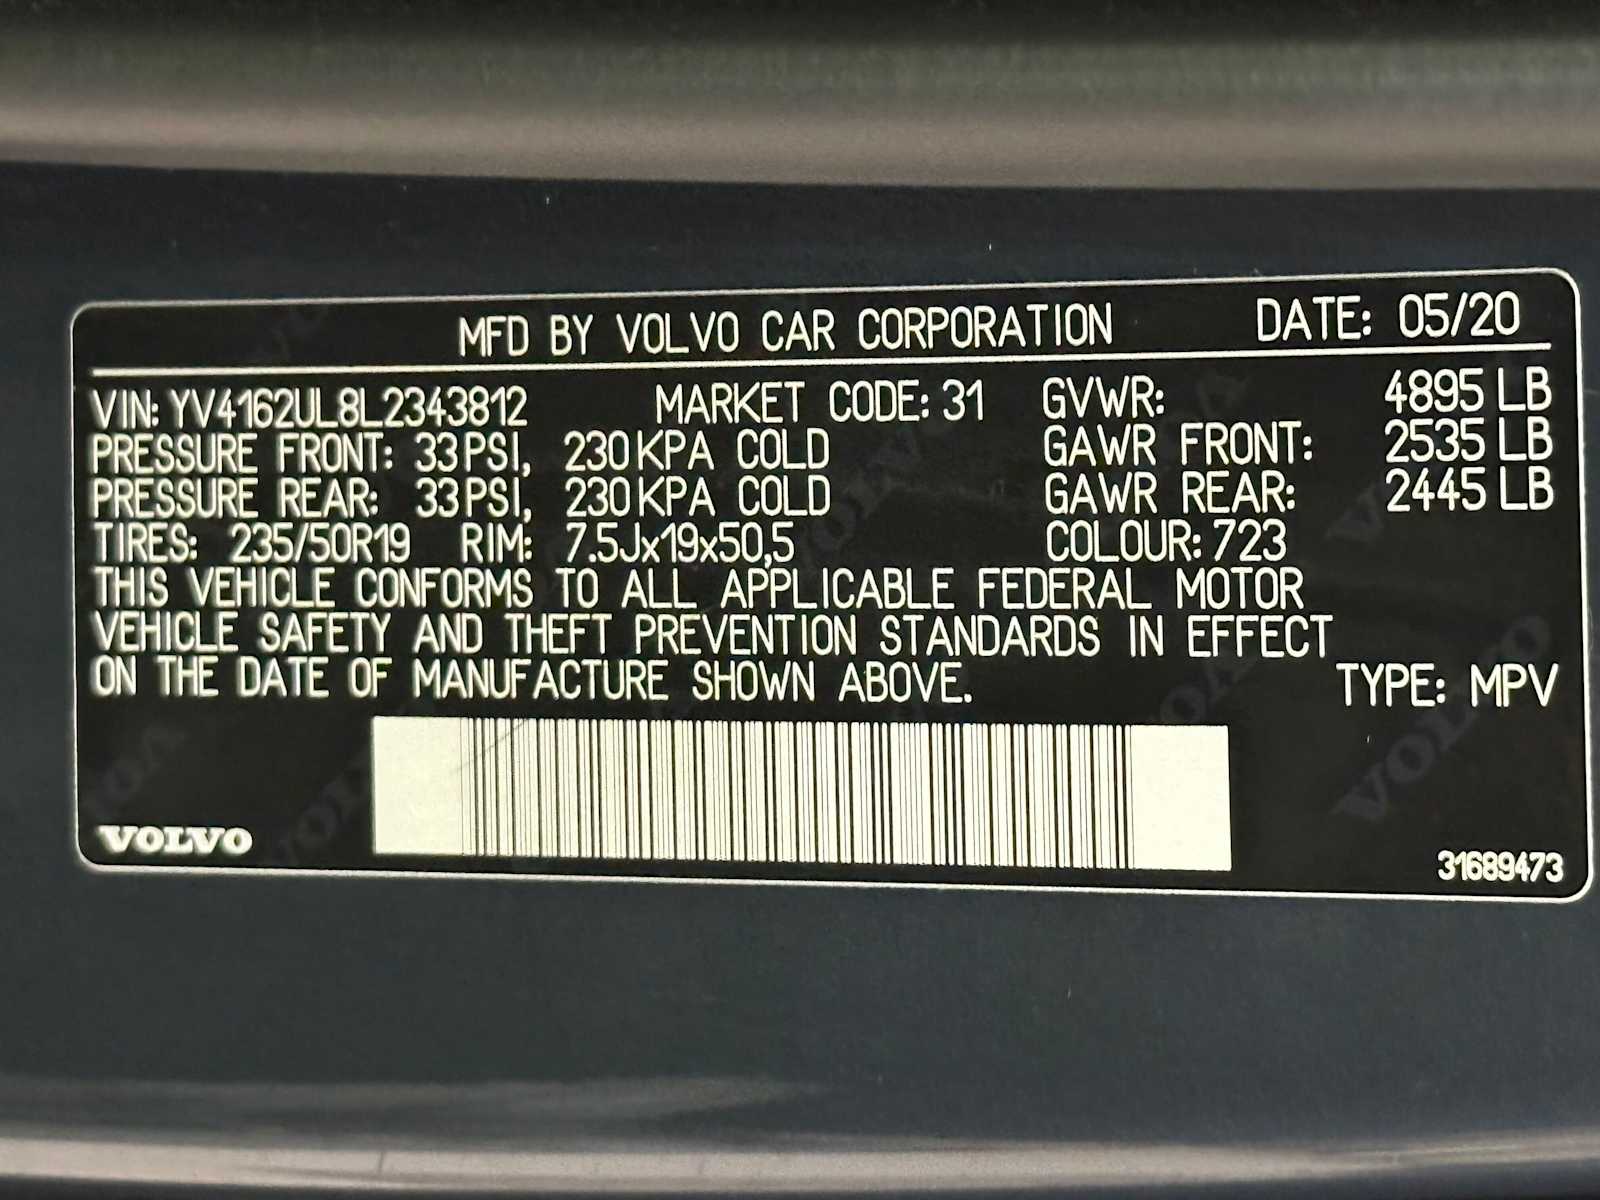 MFD BY VOLVO CAR CORPORATION DATE: 05/20
VIN: YV4162UL8L2343812 MARKET CODE: 31 GVWR: 4895 LB
PRESSURE FRONT: 33 PSI, 230 KPA COLD GAWR FRONT: 2535 LB
PRESSURE REAR: 33 PSI, 230 KPA COLD GAWR REAR: 2445 LB
TIRES: 235/50R19 RIM: 7.5Jx19x50,5 COLOUR: 723
THIS VEHICLE CONFORMS TO ALL APPLICABLE FEDERAL MOTOR
VEHICLE SAFETY AND THEFT PREVENTION STANDARDS IN EFFECT
ON THE DATE OF MANUFACTURE SHOWN ABOVE. TYPE: MPV
VOLVO 31689473